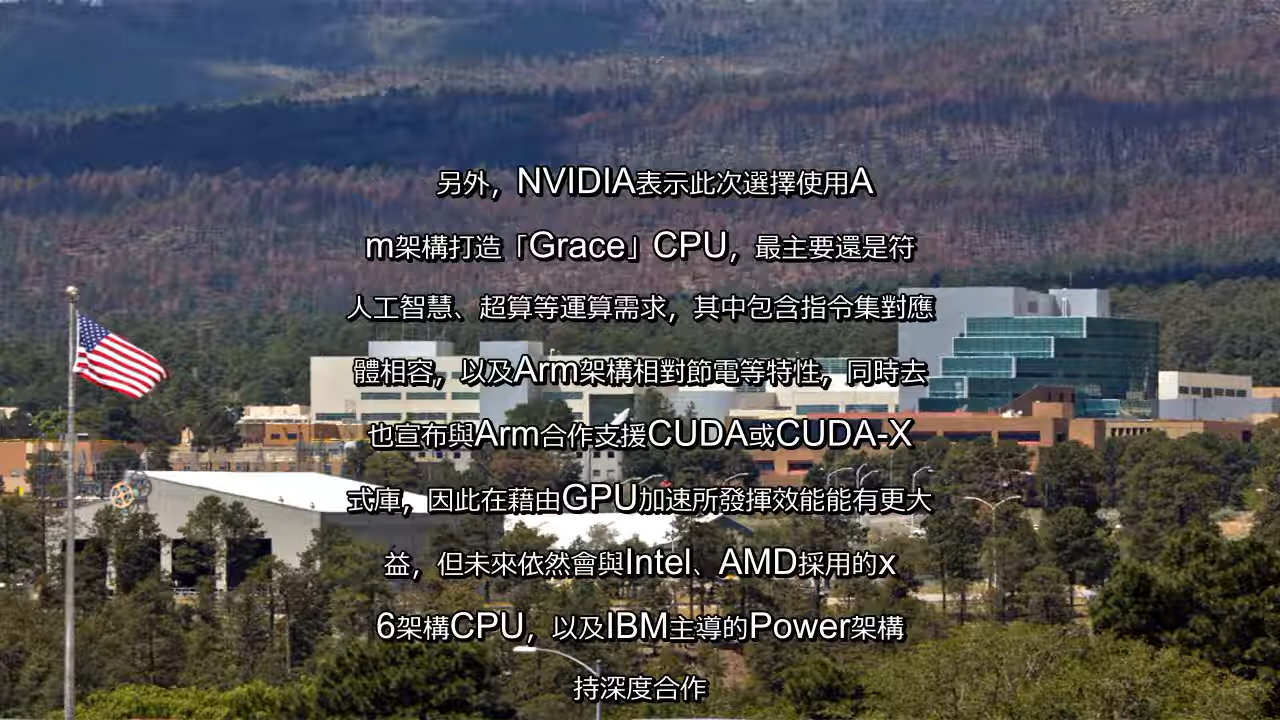 另外，NVIDIA表示此次選擇使用A
m架構打造「Grace」CPU，最主要還是符
人工智慧、超算等運算需求，其中包含指令集對應
體相容，以及Arm架構相對節電等特性，同時去
也宣布與Arm合作支援CUDA或CUDA-X
式庫，因此在藉由GPU加速所發揮效能能有更大
益，但未來依然會與Intel、AMD採用的x
6架構CPU，以及IBM主導的Power架構
持深度合作